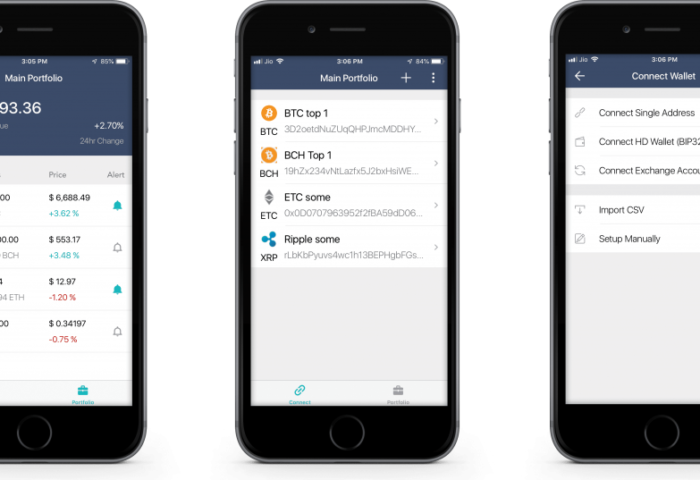 Jio
3:05 PM
85%
Main Portfolio
93.36
ue
+2.70%
24hr Change
Price
Alert
00
$ 6,688.49
+3.62 %
00.00
$ 553.17
BCH
+3.48 %
4
$ 12.97
94 ETH
-1.20 %
00
$ 0.34197
-0.75 %
Portfolio
Jio
3:06 PM
84%
Main Portfolio
BTC top 1
BTC
3D2oetdNuZUqQHPJmcMDDHY...
BCH Top 1
BCH
19hZx234vNtLazfx5J2bxHsiWE...
ETC some
ETC
0x0D0707963952f2fBA59dD06...
Ripple some
XRP
rLbKbPyuvs4wc1h13BEPHgbFGs...
Connect
Portfolio
Jio
3:06 PM
Connect Wallet
Connect Single Address
Connect HD Wallet (BIP32
Connect Exchange Accou
Import CSV
Setup Manually